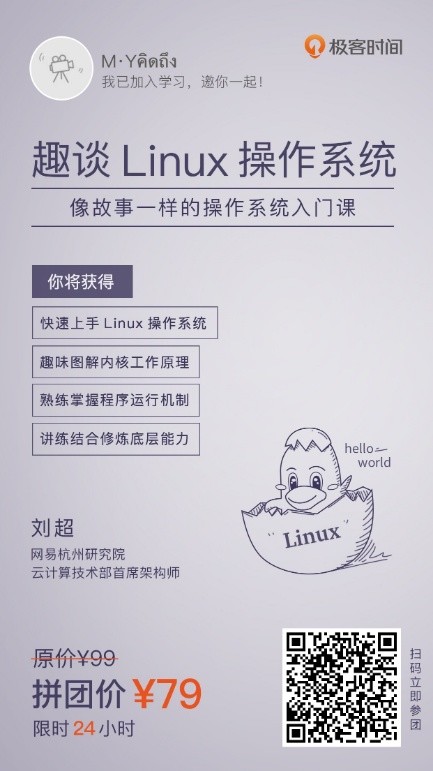 极客时间
M·Yคิดถึง
我已加入学习，邀你一起！
趣谈 Linux 操作系统
像故事一样的操作系统入门课
你将获得
快速上手 Linux 操作系统
趣味图解内核工作原理
熟练掌握程序运行机制
讲练结合修炼底层能力
hello
world
"Linux"
刘超
网易杭州研究院
云计算技术部首席架构师
原价¥99
拼团价 ¥79
限时 24 小时
扫码立即参团